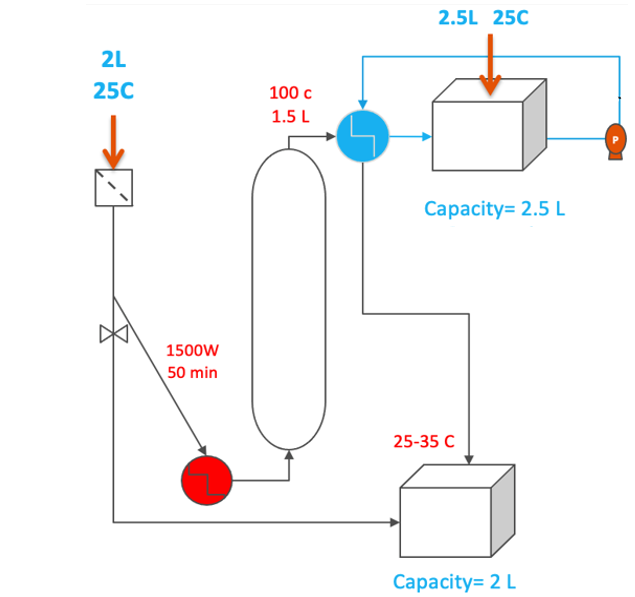 2.5L 25C
2L
25C
100 c
1.5 L
P
Capacity= 2.5 L
1500W
50 min
25-35 C
Capacity= 2 L